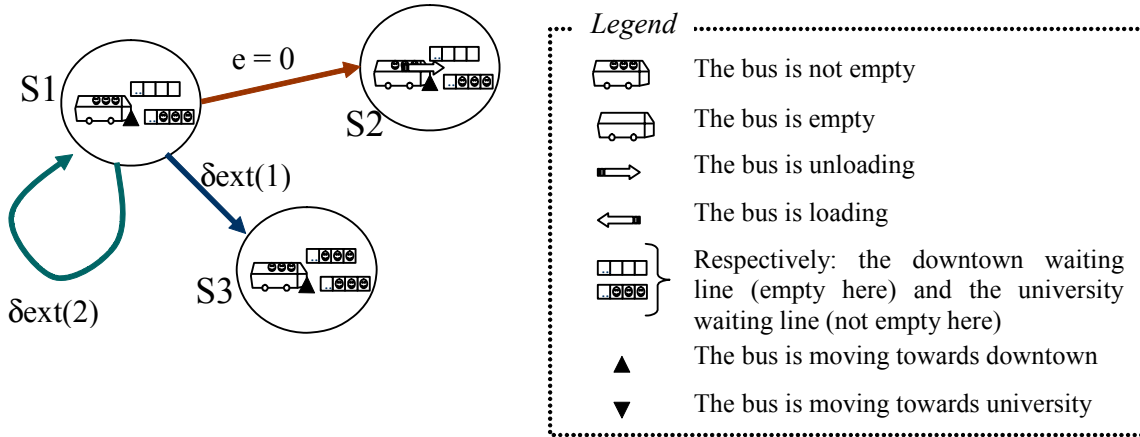 S1
e = 0
S2
δext(1)
S3
δext(2)
Legend
The bus is not empty
The bus is empty
The bus is unloading
The bus is loading
Respectively: the downtown waiting
line (empty here) and the university
waiting line (not empty here)
The bus is moving towards downtown
The bus is moving towards university